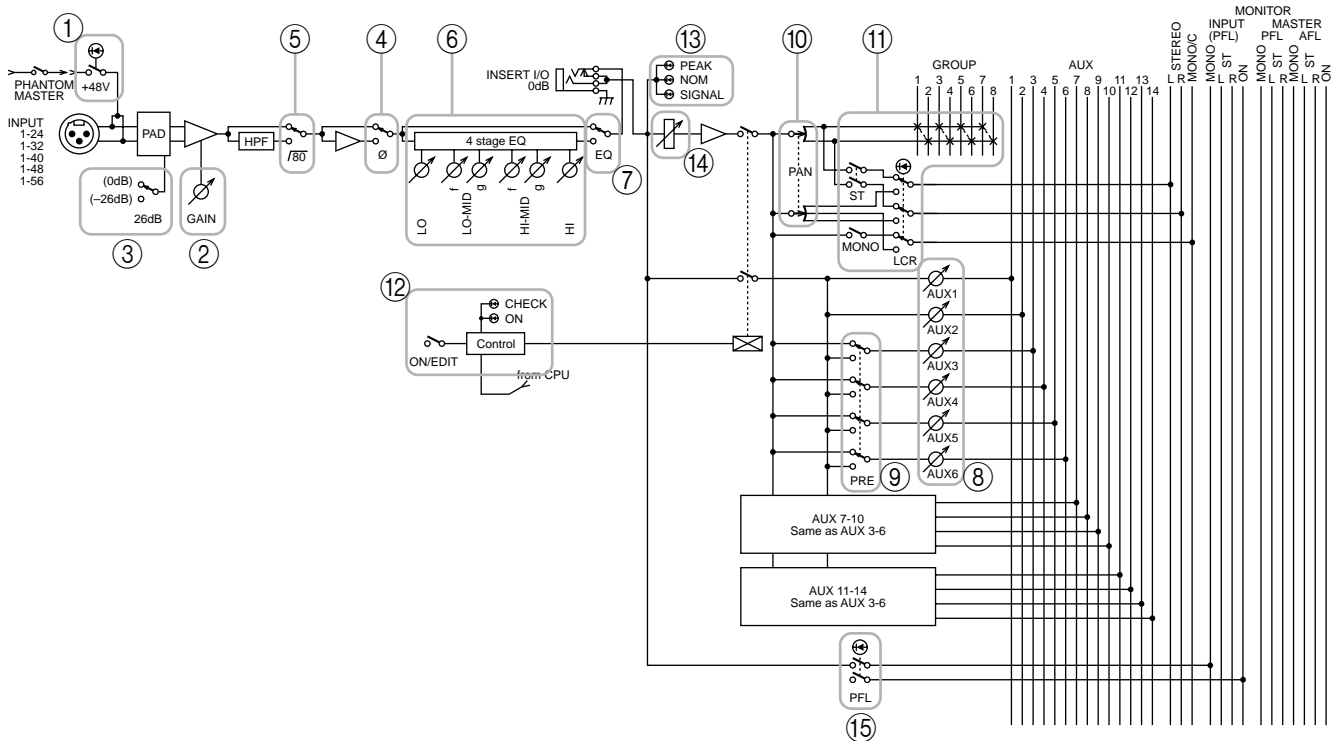 MONITOR
INPUT (PFL)
MASTER
PFL AFL
GROUP
AUX
1 3 5 7
2 4 6 8
1 3 5 7 9 11 13
2 4 6 8 10 12 14
L STEREO R
MONO/C
MONO
L ST R
ON
MONO
L ST R
MONO
L ST R
ON
1
5
4
6
13
10
11
PHANTOM MASTER
+48V
INPUT
1-24
1-32
1-40
1-48
1-56
PAD
HPF
/80
Ø
4 stage EQ
LO
f LO-MID g
f HI-MID g
HI
EQ
7
INSERT I/O
0dB
PEAK
NOM
SIGNAL
14
PAN
ST
MONO
LCR
(0dB)
(–26dB)
26dB
3
GAIN
2
12
CHECK
ON
ON/EDIT
Control
from CPU
AUX1
AUX2
AUX3
AUX4
AUX5
AUX6
PRE
9
8
AUX 7-10
Same as AUX 3-6
AUX 11-14
Same as AUX 3-6
PFL
15